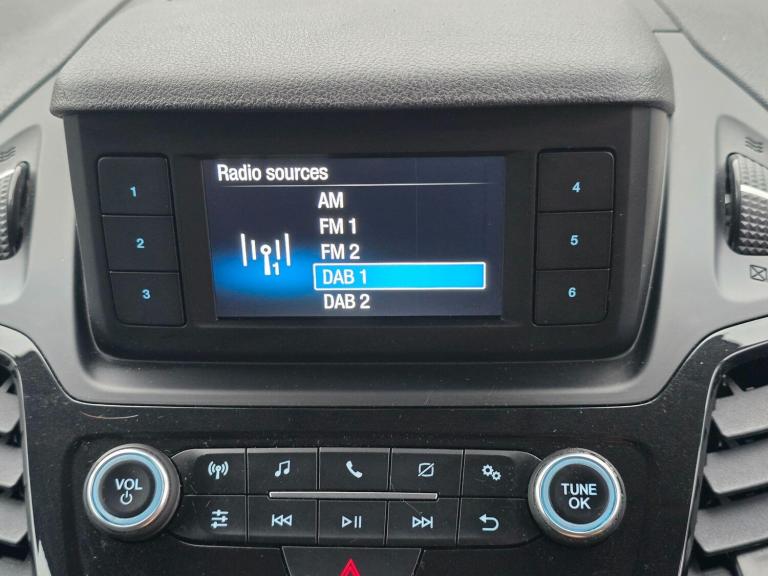 Radio sources
AM
FM 1
FM 2
DAB 1
DAB 2
1
1
2
3
4
5
6
VOL
TUNE
OK